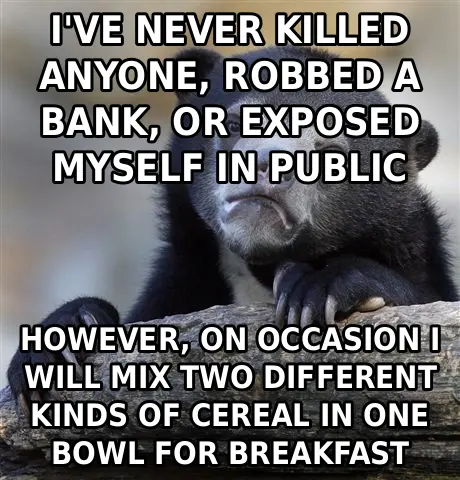 I'VE NEVER KILLED
ANYONE, ROBBED A
BANK, OR EXPOSED
MYSELF IN PUBLIC
HOWEVER, ON OCCASION I
WILL MIX TWO DIFFERENT
KINDS OF CEREAL IN ONE
BOWL FOR BREAKFAST